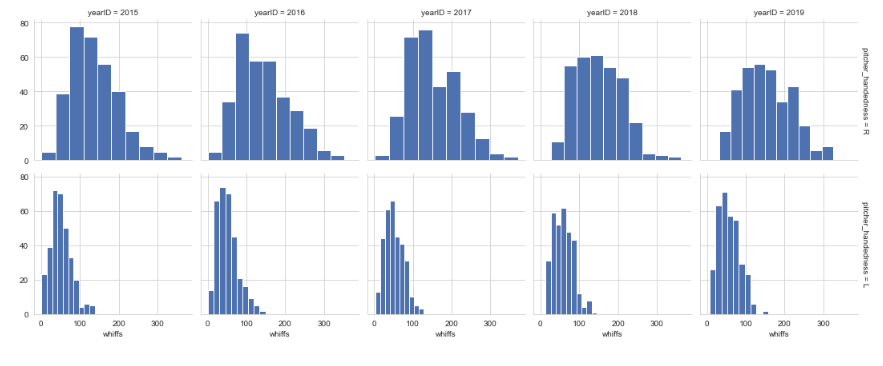 yearID = 2015 yearID = 2016 yearID = 2017 yearID = 2018 yearID = 2019
80
60
40
20
0
pitcher_handedness = R
80
60
40
20
0
pitcher_handedness = L
0 100 200 300 0 100 200 300 0 100 200 300 0 100 200 300 0 100 200 300
whiffs whiffs whiffs whiffs whiffs